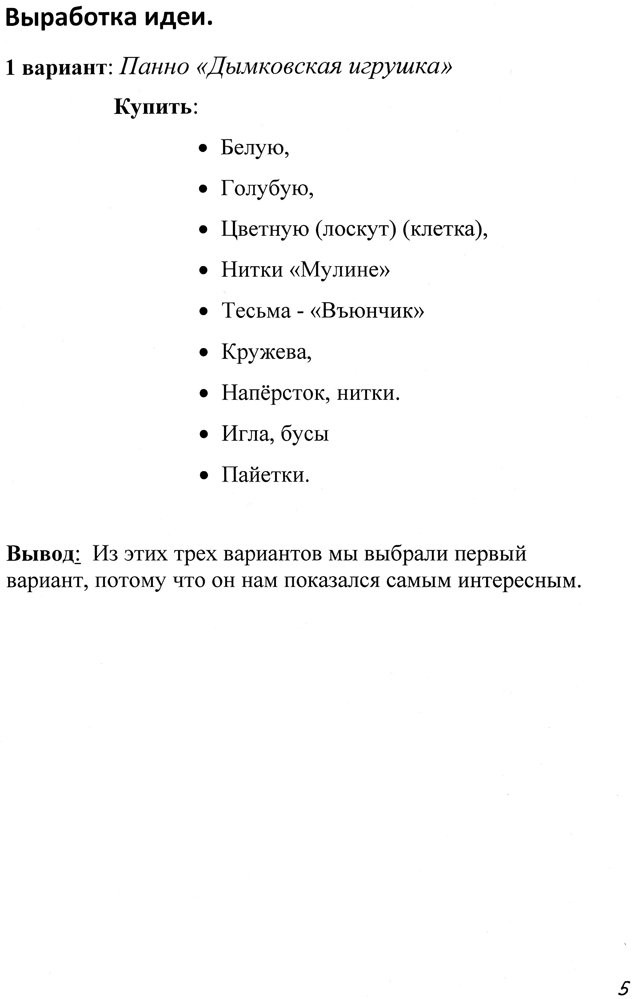 Выработка идеи.
1 вариант: Панно «Дымковская игрушка»
Купить:
• Белую,
• Голубую,
• Цветную (лоскут) (клетка),
• Нитки «Мулине»
• Тесьма - «Въюнчик»
• Кружева,
• Напёрсток, нитки.
• Игла, бусы
• Пайетки.
Вывод: Из этих трех вариантов мы выбрали первый
вариант, потому что он нам показался самым интересным.
5